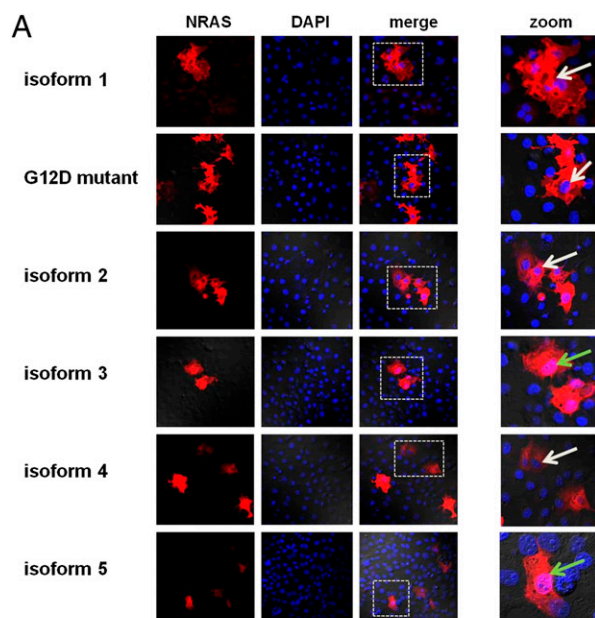 A
NRAS DAPI merge zoom
isoform 1
G12D mutant
isoform 2
isoform 3
isoform 4
isoform 5